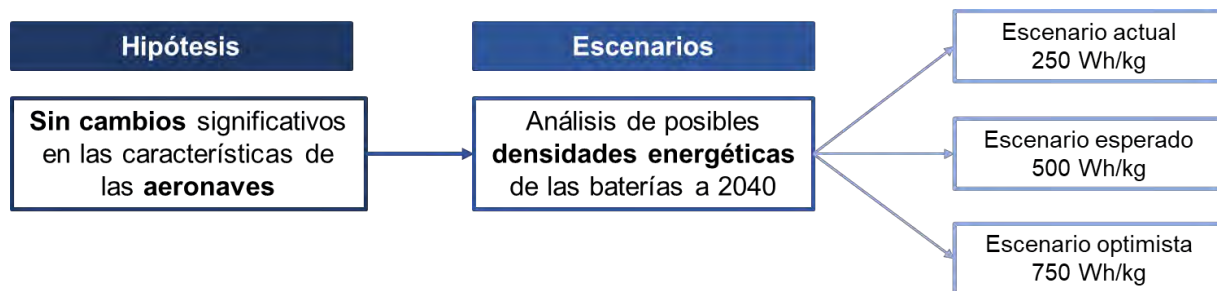 Hipótesis
Sin cambios significativos
en las características de
las aeronaves
Escenarios
Análisis de posibles
densidades energéticas
de las baterías a 2040
Escenario actual
250 Wh/kg
Escenario esperado
500 Wh/kg
Escenario optimista
750 Wh/kg